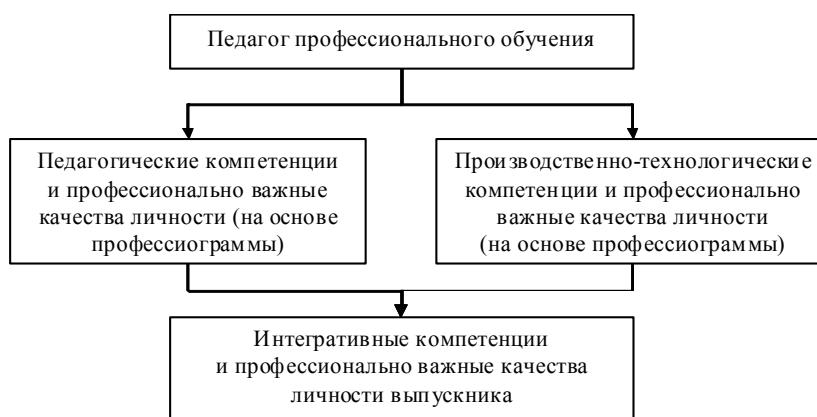 Педагог профессионального обучения
Педагогические компетенции
и профессионально важные
качества личности (на основе
профессиограммы)
Производственно-технологические
компетенции и профессионально
важные качества личности
(на основе профессиограммы)
Интегративные компетенции
и профессионально важные качества
личности выпускника